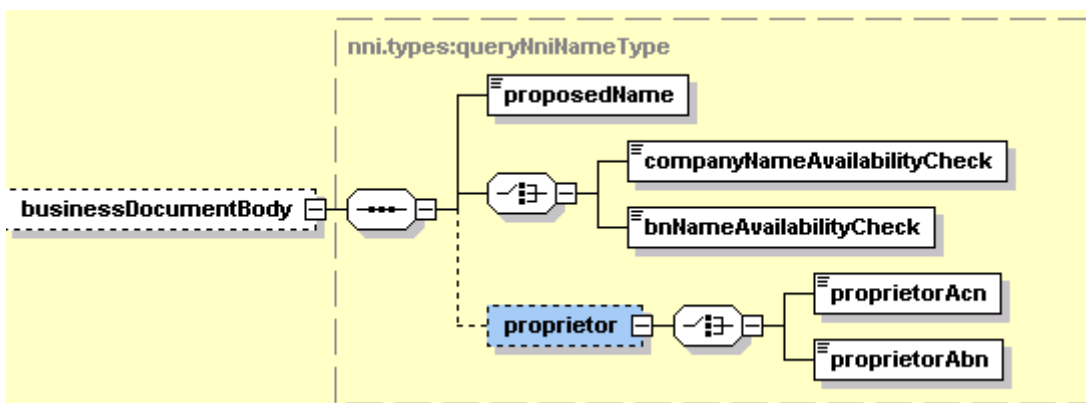 nni.types:queryNniNameType
proposedName
companyNameAvailabilityCheck
businessDocumentBody
bnNameAvailabilityCheck
proprietorAcn
proprietor
proprietorAbn